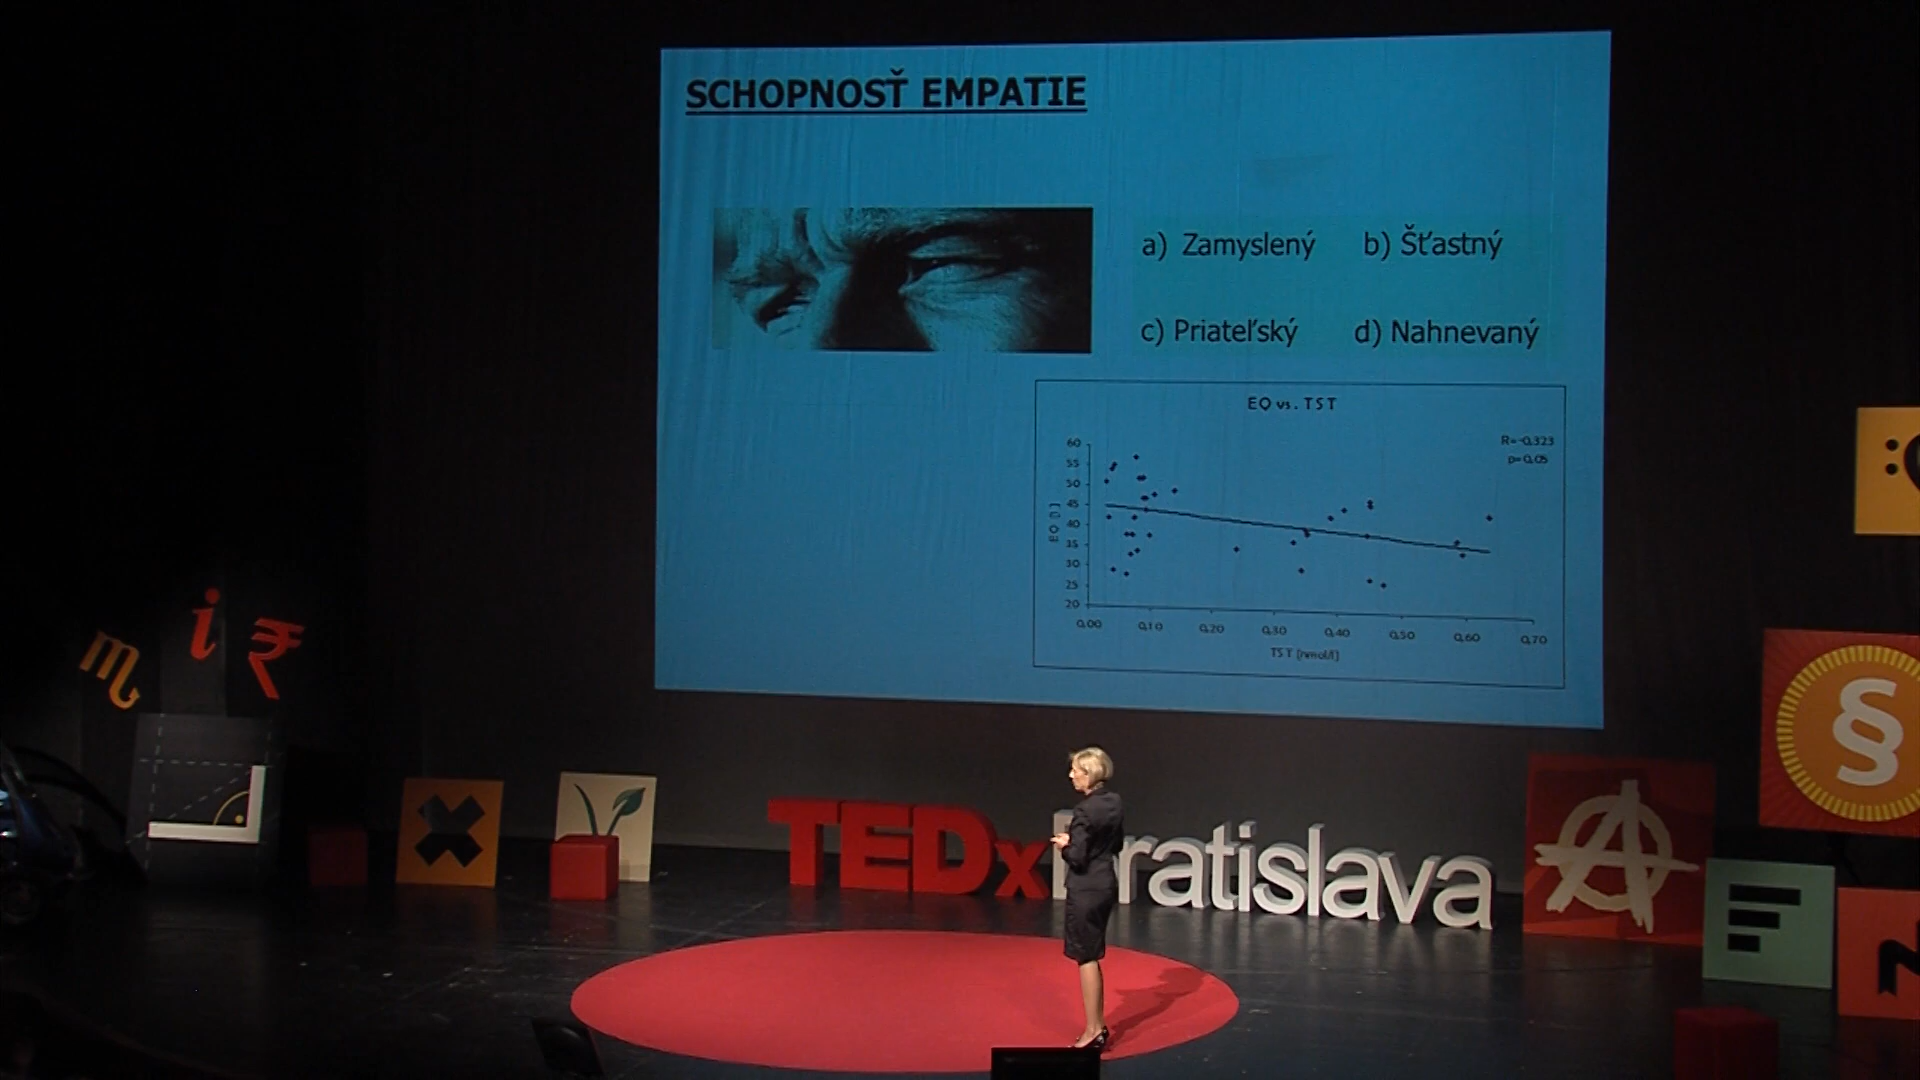 SCHOPNOSŤ EMPATIE
a) Zamyslený b) Šťastný
c) Priateľský d) Nahnevaný
EQ vs. TST
R=-0,323
p=0,05
60
55
50
45
40
35
30
25
20
EQ [1]
0,00 0,10 0,20 0,30 0,40 0,50 0,60 0,70
TST [nmol/l]
i
₹
§
TEDxBratislava